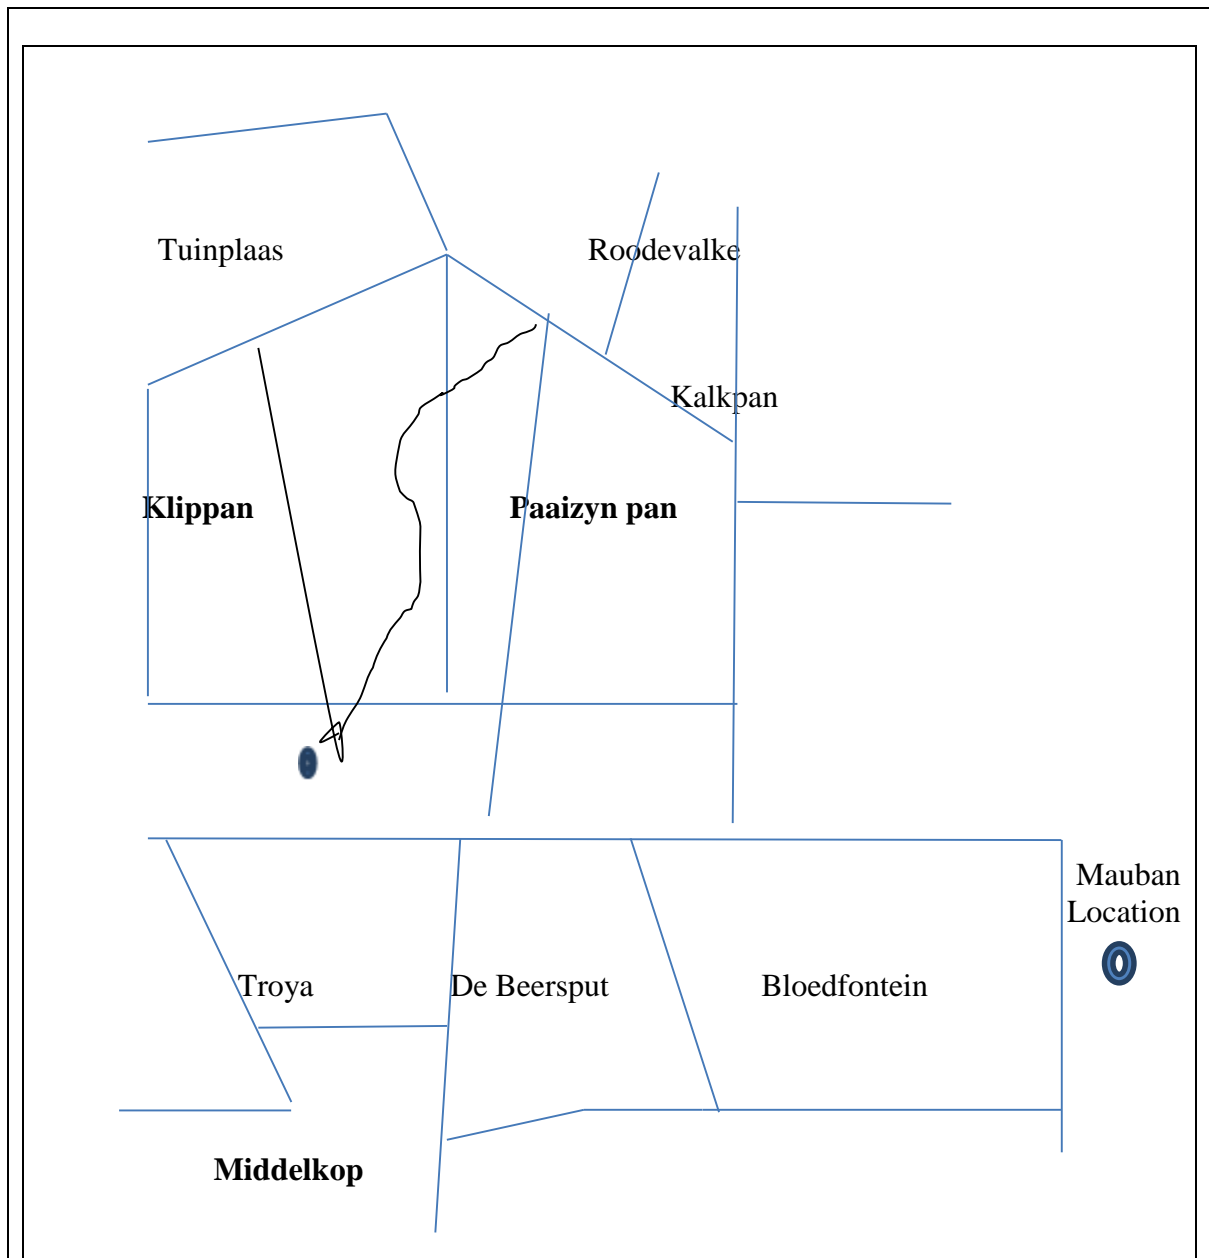 Tuinplaas
Roodevalke
Kalkpan
Klippan
Paaizyn pan
Mauban
Location
Troya
De Beersput
Bloedfontein
Middelkop